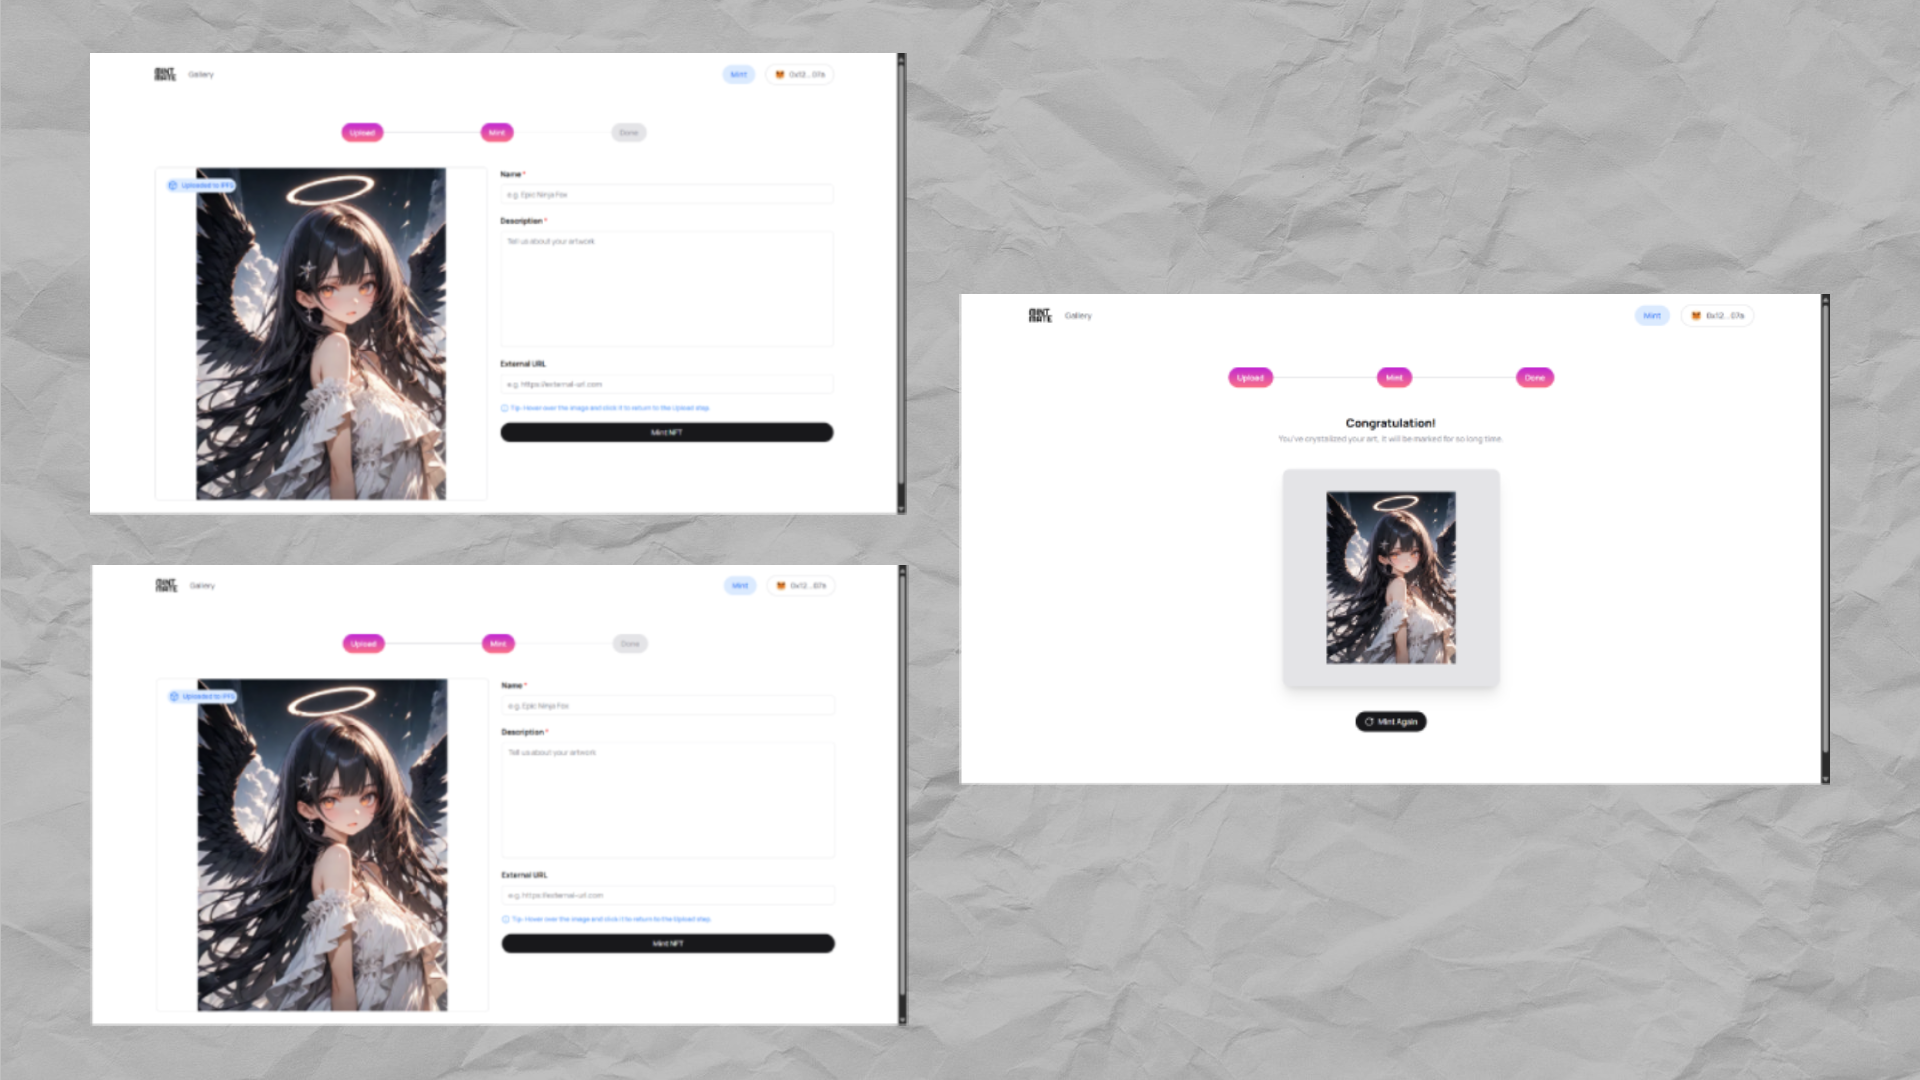 MINT MATE
Gallery
Mint
0x12...07a
Upload
Mint
Done
Uploaded to IPFS
Name *
e.g. Epic Ninja Fox
Description *
Tell us about your artwork
External URL
e.g. https://external-url.com
Tip: Hover over the image and click it to return to the Upload step.
Mint NFT
MINT MATE
Gallery
Mint
0x12...07a
Upload
Mint
Done
Uploaded to IPFS
Name *
e.g. Epic Ninja Fox
Description *
Tell us about your artwork
External URL
e.g. https://external-url.com
Tip: Hover over the image and click it to return to the Upload step.
Mint NFT
MINT MATE
Gallery
Mint
0x12...07a
Upload
Mint
Done
Congratulation!
You've crystalized your art, it will be marked for so long time.
Mint Again